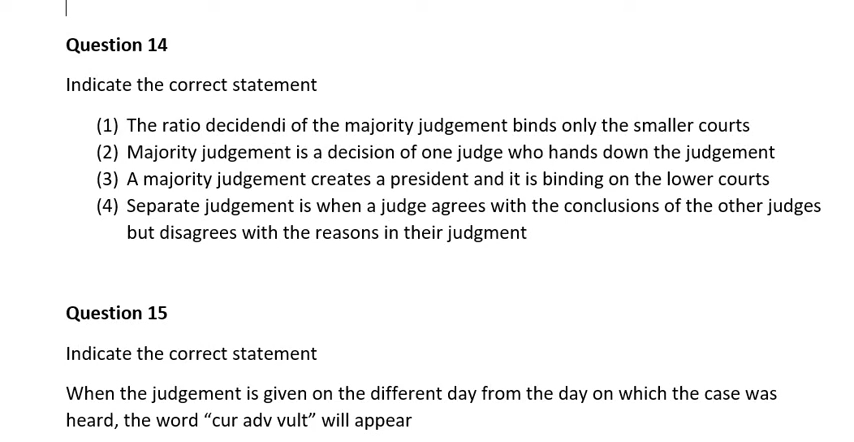 Question 14
Indicate the correct statement
(1) The ratio decidendi of the majority judgement binds only the smaller courts
(2) Majority judgement is a decision of one judge who hands down the judgement
(3) A majority judgement creates a president and it is binding on the lower courts
(4) Separate judgement is when a judge agrees with the conclusions of the other judges
but disagrees with the reasons in their judgment
Question 15
Indicate the correct statement
When the judgement is given on the different day from the day on which the case was
heard, the word “cur adv vult” will appear